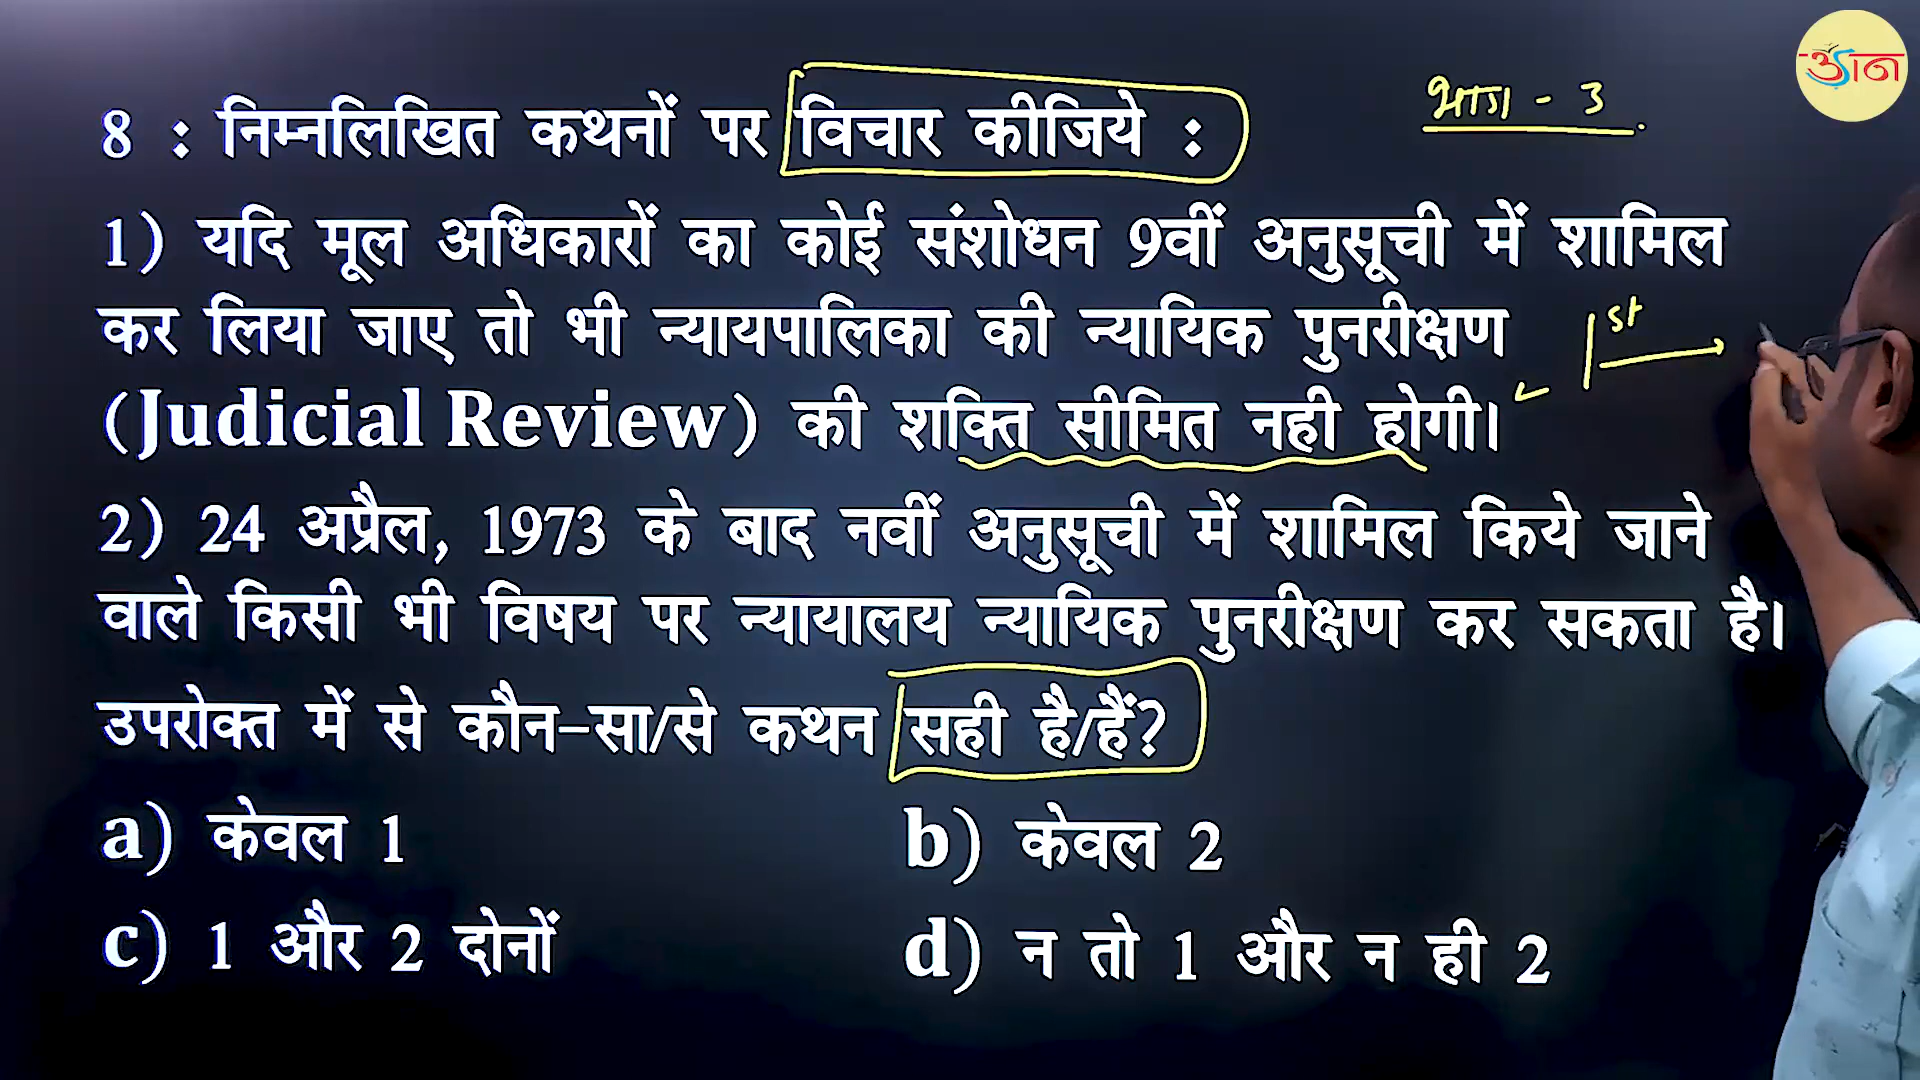 उड़ान
भाग - 3
8 : निम्नलिखित कथनों पर विचार कीजिये :
1) यदि मूल अधिकारों का कोई संशोधन 9वीं अनुसूची में शामिल
कर लिया जाए तो भी न्यायपालिका की न्यायिक पुनरीक्षण
1st
(Judicial Review) की शक्ति सीमित नही होगी।
2) 24 अप्रैल, 1973 के बाद नवीं अनुसूची में शामिल किये जाने
वाले किसी भी विषय पर न्यायालय न्यायिक पुनरीक्षण कर सकता है।
उपरोक्त में से कौन-सा/से कथन सही है/हैं?
a) केवल 1
b) केवल 2
c) 1 और 2 दोनों
d) न तो 1 और न ही 2